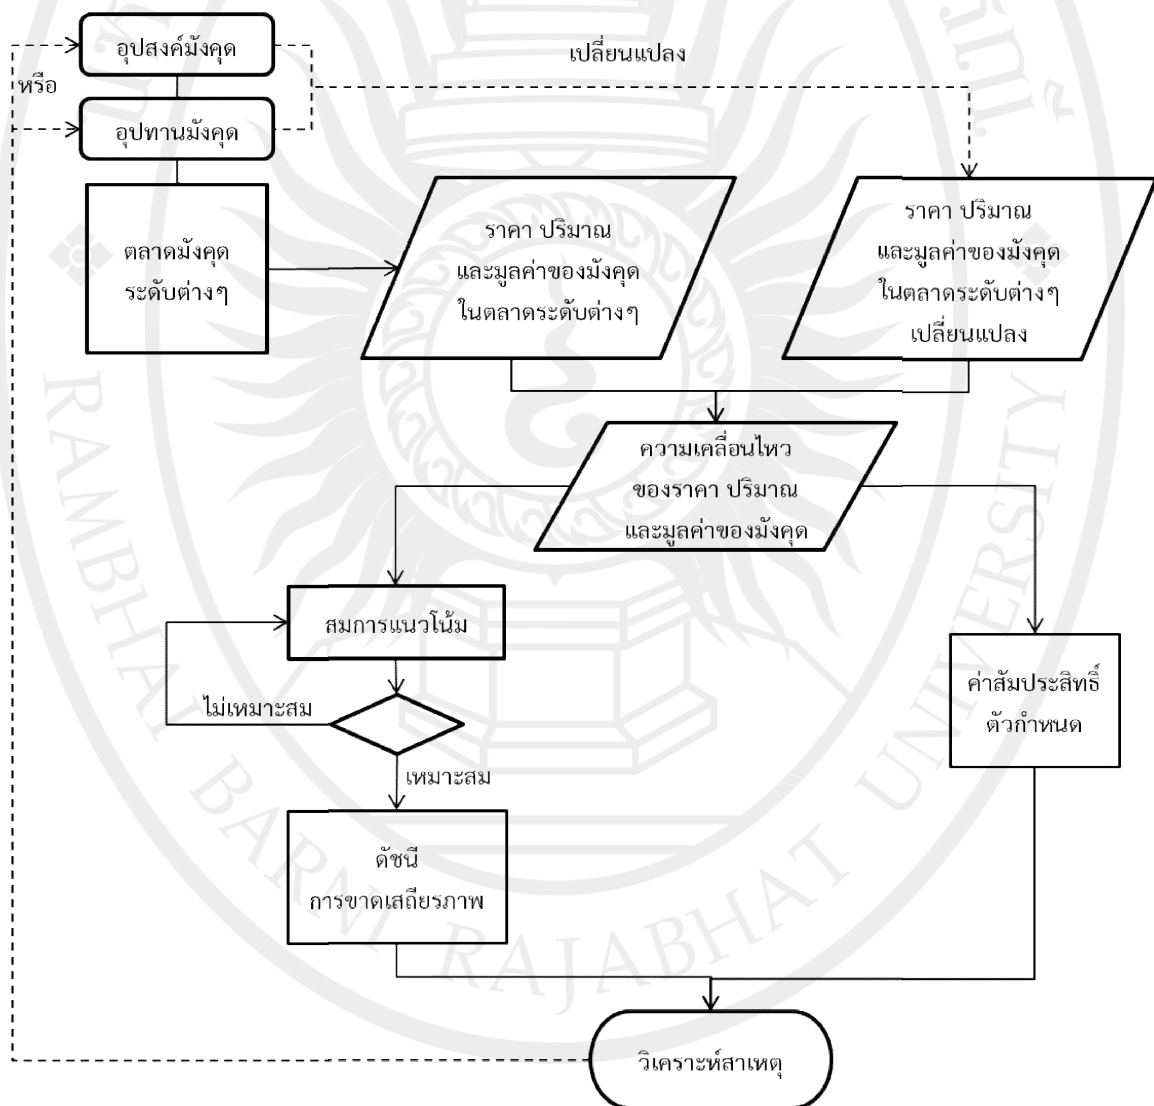 อุปสงค์มังคุด
หรือ
อุปทานมังคุด
เปลี่ยนแปลง
ตลาดมังคุด
ระดับต่างๆ
ราคา ปริมาณ
และมูลค่าของมังคุด
ในตลาดระดับต่างๆ
ราคา ปริมาณ
และมูลค่าของมังคุด
ในตลาดระดับต่างๆ
เปลี่ยนแปลง
ความเคลื่อนไหว
ของราคา ปริมาณ
และมูลค่าของมังคุด
สมการแนวโน้ม
ไม่เหมาะสม
เหมาะสม
ค่าสัมประสิทธิ์
ตัวกำหนด
ดัชนี
การขาดเสถียรภาพ
วิเคราะห์สาเหตุ
RAMBHAI BARNI RAJABHAT UNIVERSITY